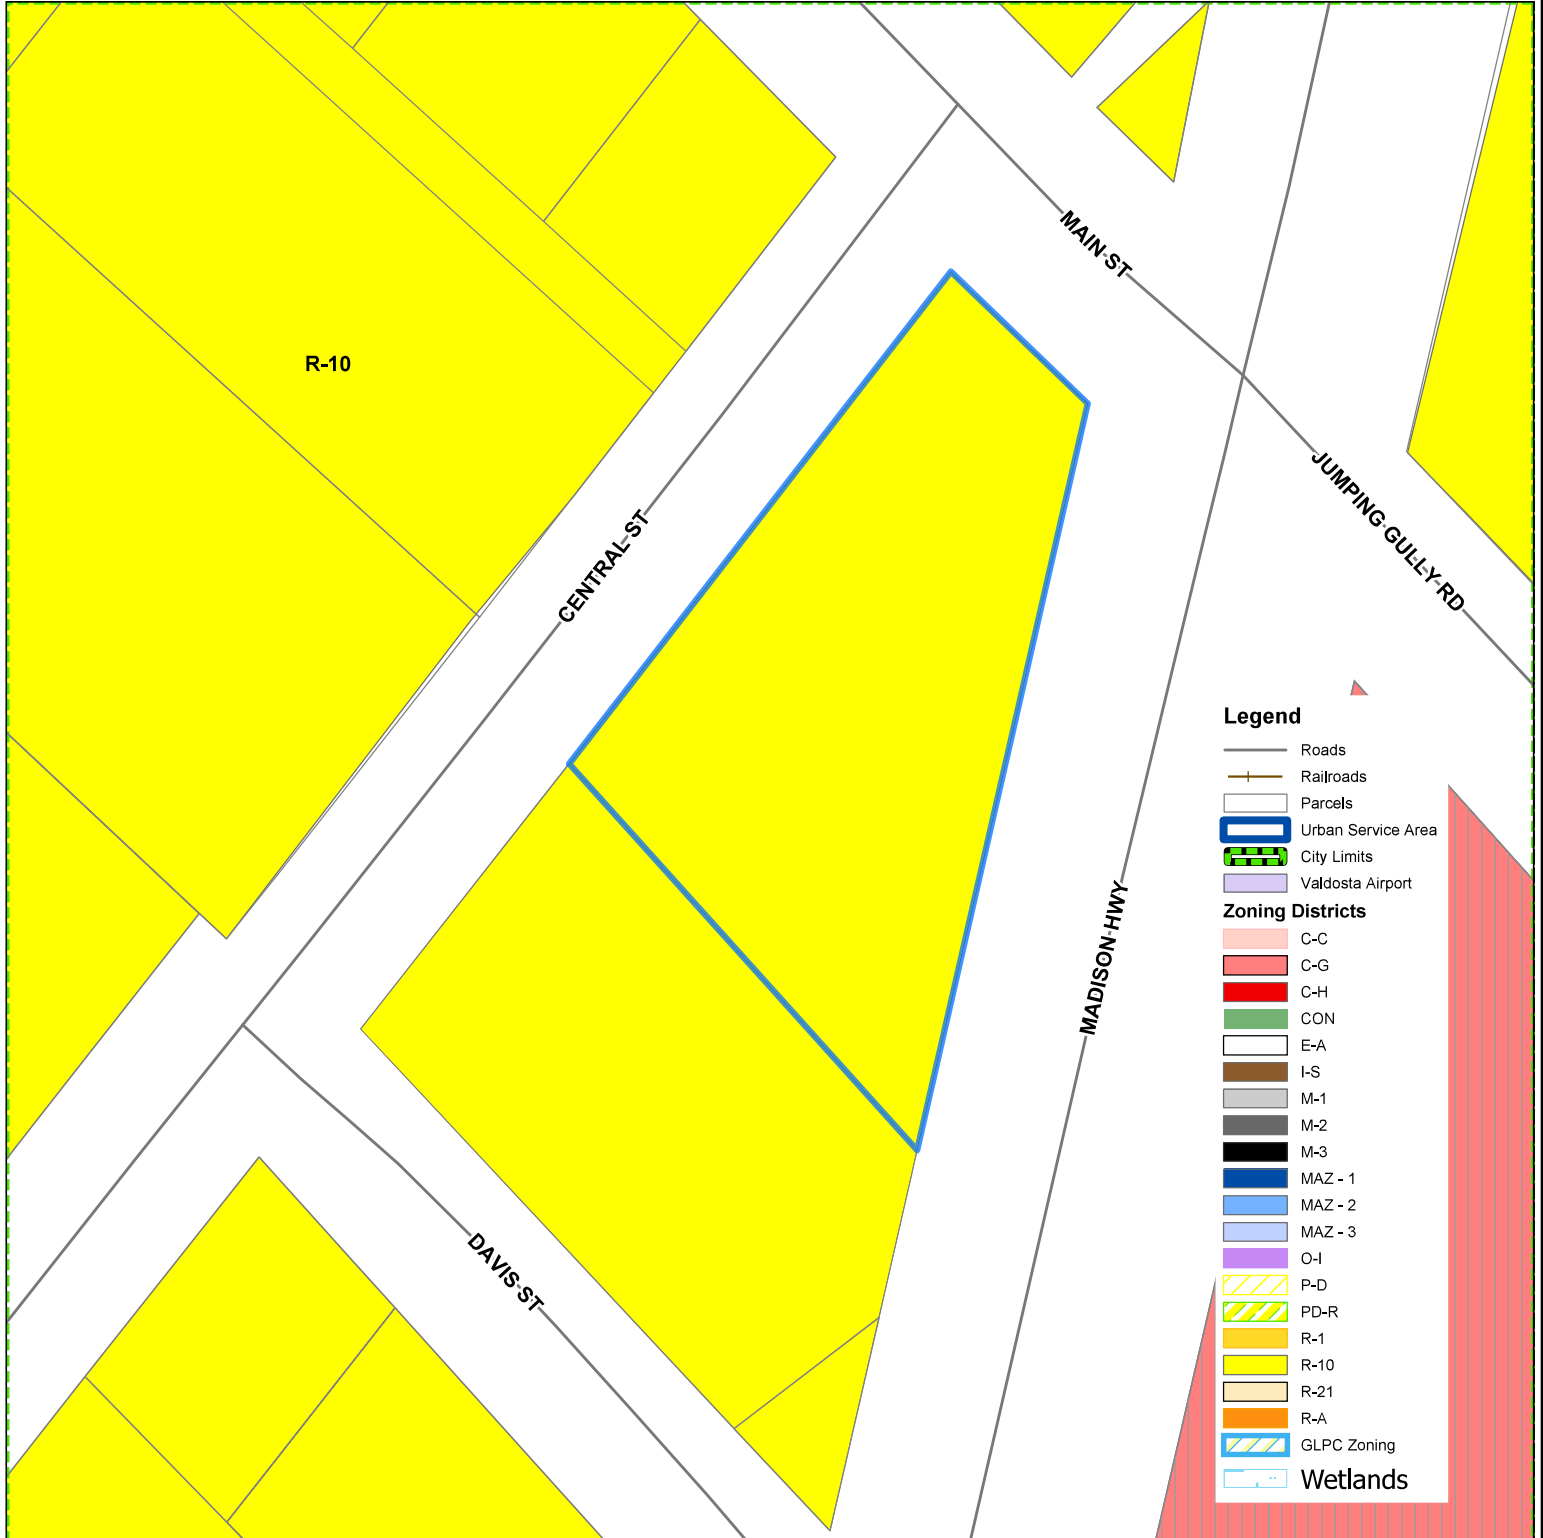 MAIN ST
R-10
JUMPING GULLY RD
CENTRAL ST
MADISON HWY
DAVIS ST
Legend
Roads
Railroads
Parcels
Urban Service Area
City Limits
Valdosta Airport
Zoning Districts
C-C
C-G
C-H
CON
E-A
I-S
M-1
M-2
M-3
MAZ - 1
MAZ - 2
MAZ - 3
O-I
P-D
PD-R
R-1
R-10
R-21
R-A
GLPC Zoning
Wetlands